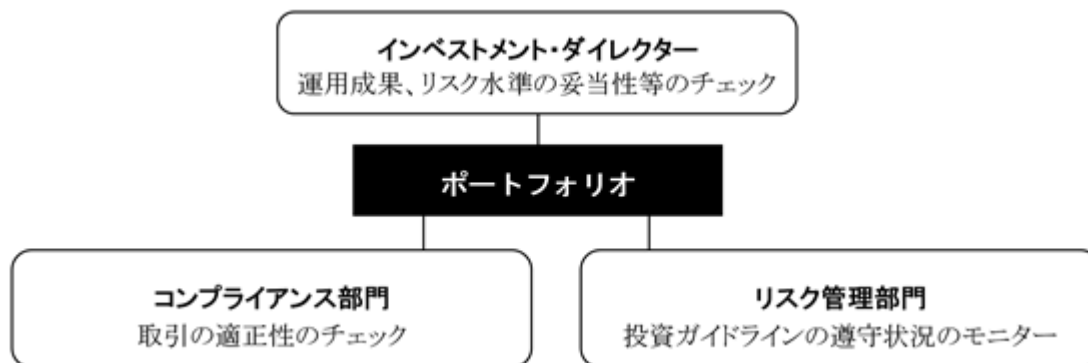 インベストメント・ダイレクター
運用成果、リスク水準の妥当性等のチェック
ポートフォリオ
コンプライアンス部門
取引の適正性のチェック
リスク管理部門
投資ガイドラインの遵守状況のモニター